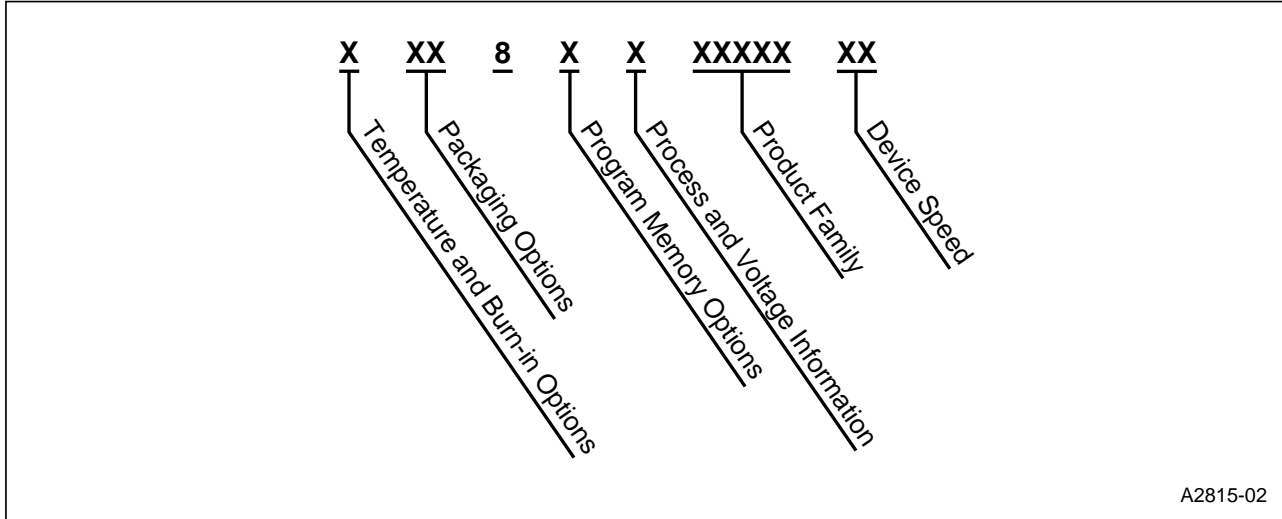 X XX 8 X X XXXXX XX
Temperature and Burn-in Options
Packaging Options
Program Memory Options
Process and Voltage Information
Product Family
Device Speed
A2815-02